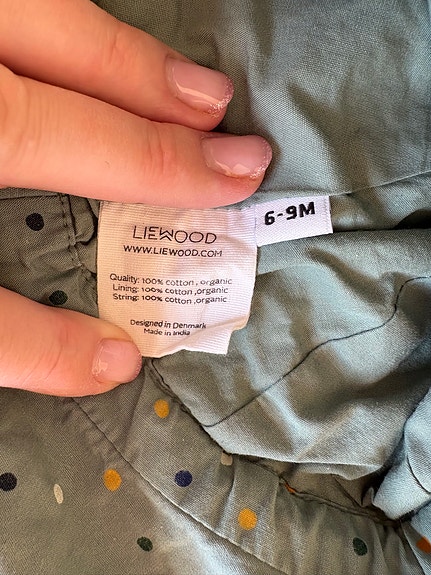 LIEWOOD
WWW.LIEWOOD.COM
6-9M
Quality: 100% cotton , organic
Lining: 100% cotton ,organic
String: 100% cotton ,organic
Designed in Denmark
Made in India